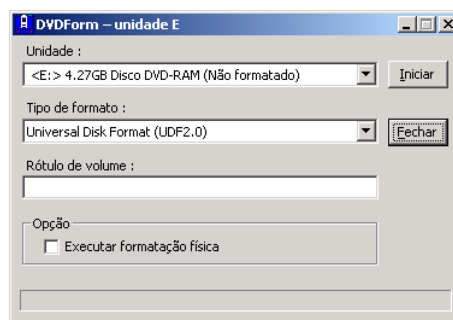 DVDForm – unidade E
Unidade :
<E:> 4.27GB Disco DVD-RAM (Não formatado)
Iniciar
Tipo de formato :
Universal Disk Format (UDF2.0)
Fechar
Rótulo de volume :
Opção
Executar formatação física